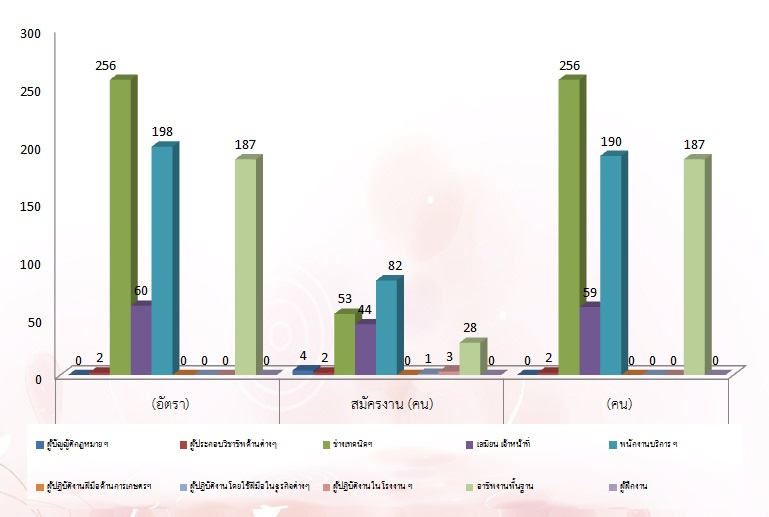 300
250
200
150
100
50
0
0 2 256 60 198 0 0 0 187 0
4 2 53 44 82 0 1 3 28 0
0 2 256 59 190 0 0 0 187 0
(อัตรา) สมัครงาน (คน) (คน)
ผู้บัญญัติกฎหมาย ฯ ผู้ประกอบวิชาชีพด้านต่างๆ ช่างเทคนิคฯ เสมียน เจ้าหน้าที่ พนักงานบริการ ฯ
ผู้ปฏิบัติงานฝีมือด้านการเกษตรฯ ผู้ปฏิบัติงานโดยใช้ฝีมือในธุรกิจต่างๆ ผู้ปฏิบัติงานในโรงงาน ฯ อาชีพงานพื้นฐาน ผู้ฝึกงาน